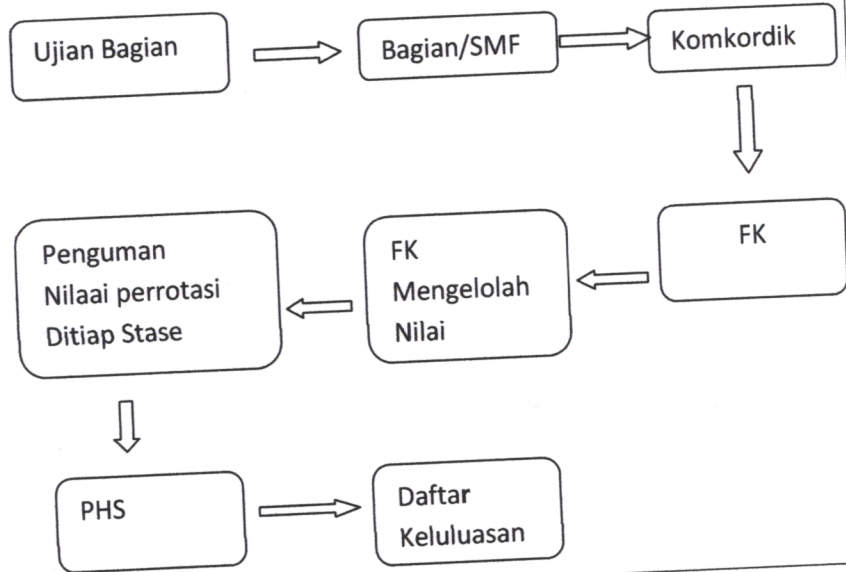 Ujian Bagian
Bagian/SMF
Komkordik
FK
FK
Mengelolah
Nilai
Penguman
Nilaai perrotasi
Ditiap Stase
PHS
Daftar
Keluluasan